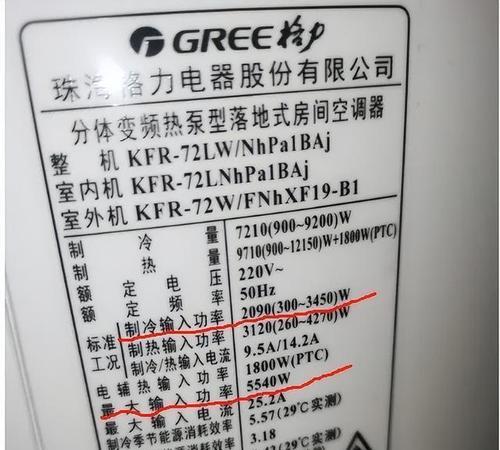 GREE 格力
珠海格力电器股份有限公司
分体变频热泵型落地式房间空调器
整 机 KFR-72LW/NhPa1BAj
室内机 KFR-72LNhPa1BAj
室外机 KFR-72W/FNhXF19-B1
制 冷 量 7210(900~9200)W
制 热 量 9710(900~12150)W+1800W(PTC)
额 定 电 压 220V~
额 定 频 率 50Hz
标准工况 制冷输入功率 2090(300~3450)W
制热输入功率 3120(260~4270)W
制冷/热输入电流 9.5A/14.2A
电辅热输入功率 1800W(PTC)
最大输入功率 5540W
最大输入电流 25.2A
制冷季节能源消耗效率 5.57(29℃实测)
3.18
(29℃实测)